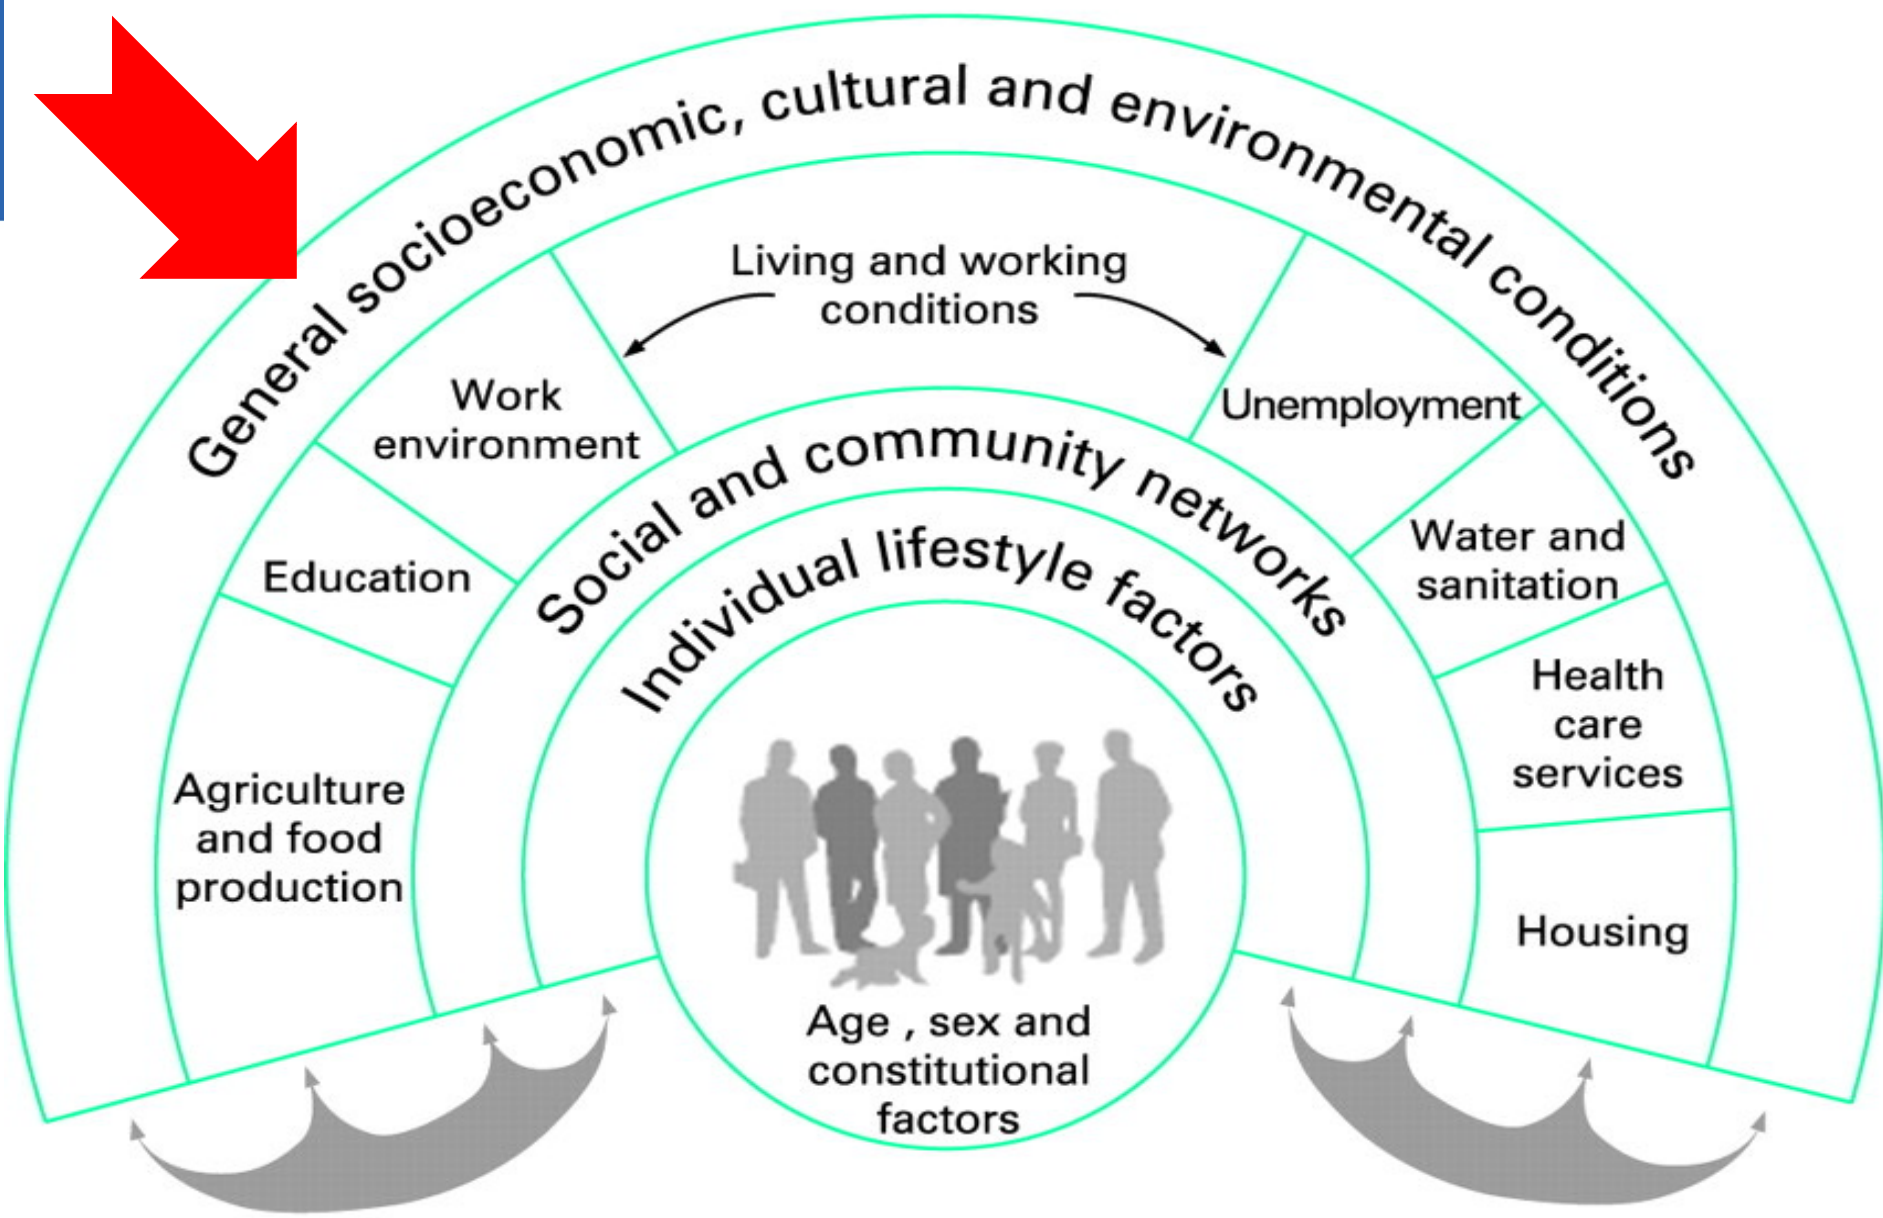 General socioeconomic, cultural and environmental conditions
Living and working
conditions
Work
environment
Unemployment
Education
Water and
sanitation
Agriculture
and food
production
Health
care
services
Housing
Social and community networks
Individual lifestyle factors
Age , sex and
constitutional
factors